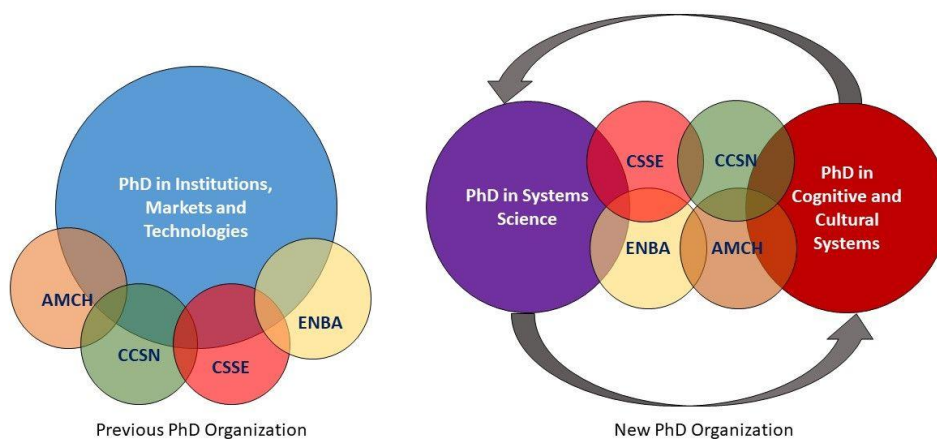 PhD in Institutions,
Markets and
Technologies
AMCH
CCSN
CSSE
ENBA
Previous PhD Organization
PhD in Systems
Science
CSSE
CCSN
ENBA
AMCH
PhD in
Cognitive and
Cultural
Systems
New PhD Organization